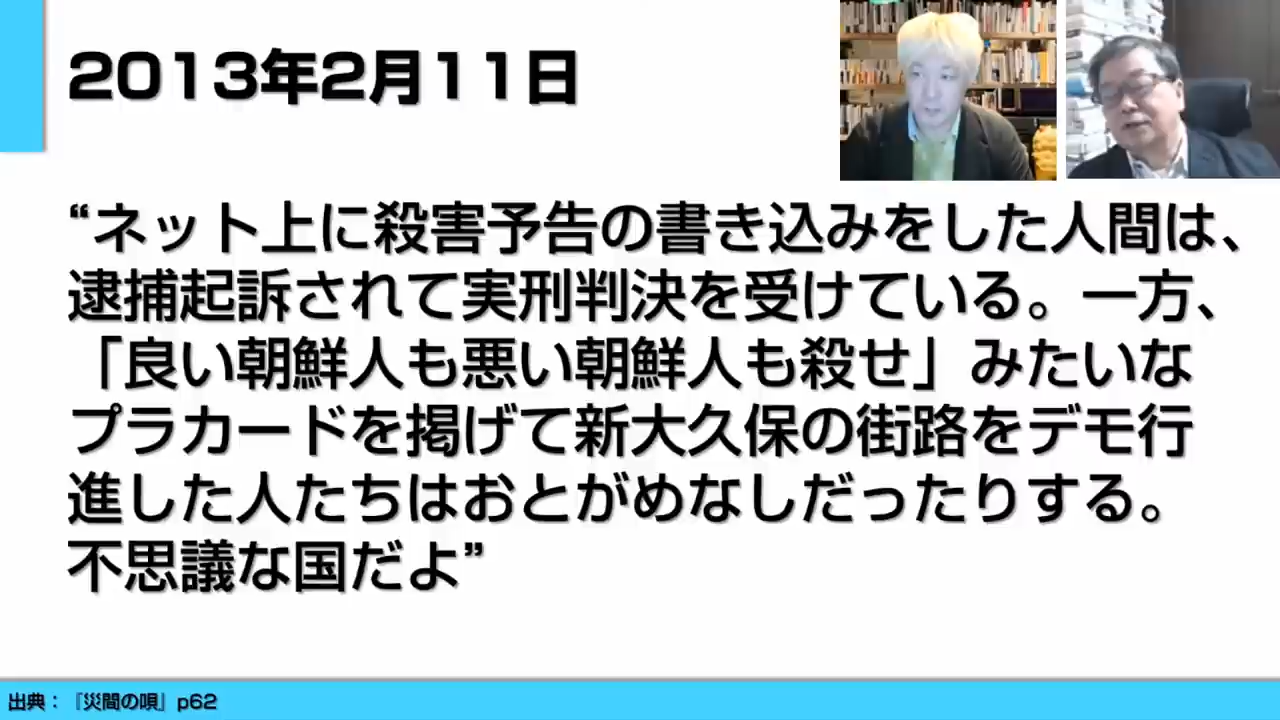 2013年2月11日
“ネット上に殺害予告の書き込みをした人間は、
逮捕起訴されて実刑判決を受けている。一方、
「良い朝鮮人も悪い朝鮮人も殺せ」みたいな
プラカードを掲げて新大久保の街路をデモ行
進した人たちはおとがめなしだったりする。
不思議な国だよ”
出典：『災間の唄』p62